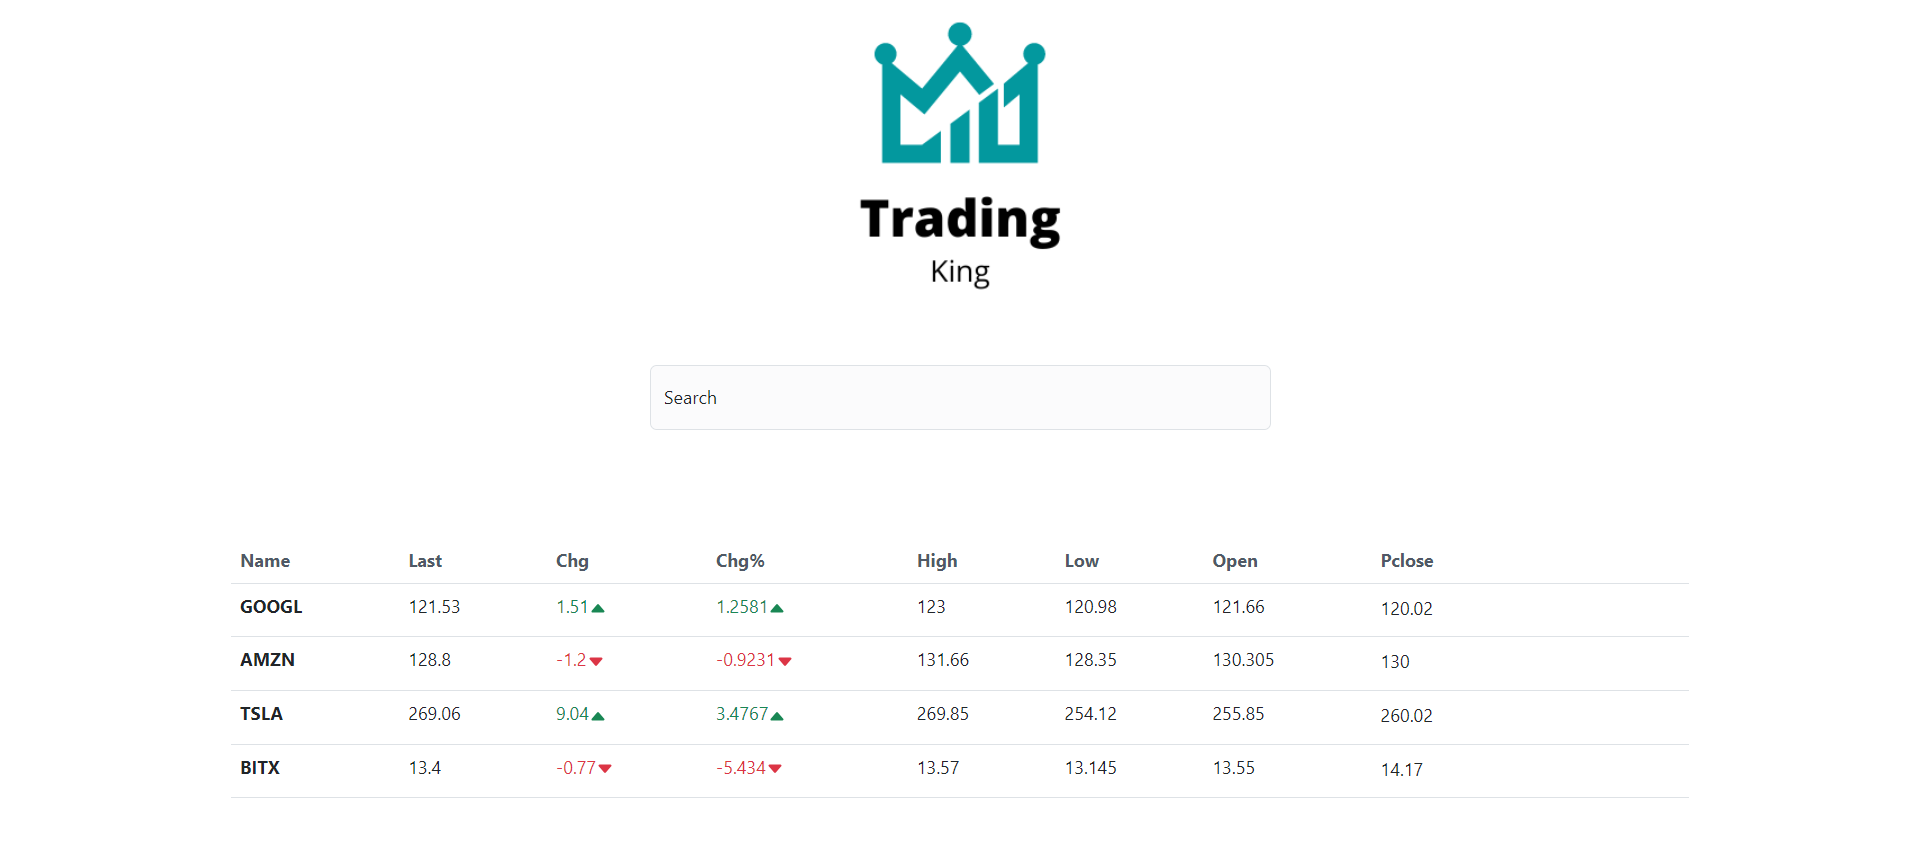 Trading
King
Search
Name Last Chg Chg% High Low Open Pclose
GOOGL 121.53 1.51 1.2581 123 120.98 121.66 120.02
AMZN 128.8 -1.2 -0.9231 131.66 128.35 130.305 130
TSLA 269.06 9.04 3.4767 269.85 254.12 255.85 260.02
BITX 13.4 -0.77 -5.434 13.57 13.145 13.55 14.17